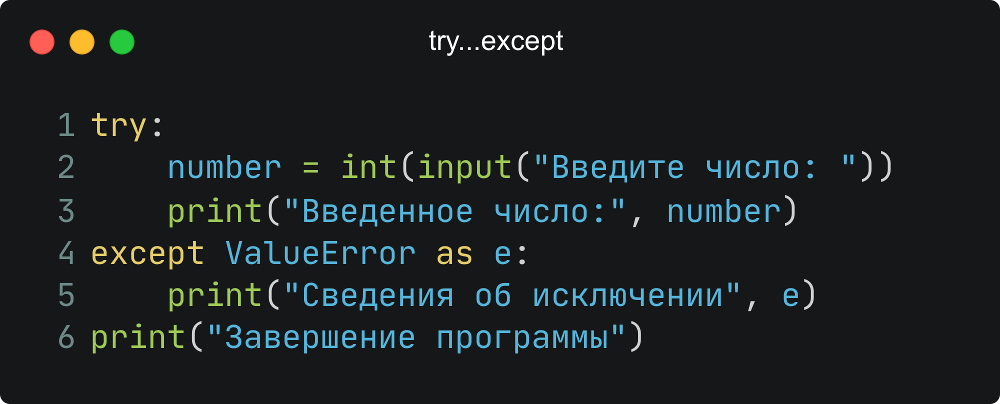 try...except
1 try:
2     number = int(input("Введите число: "))
3     print("Введенное число:", number)
4 except ValueError as e:
5     print("Сведения об исключении", e)
6 print("Завершение программы")